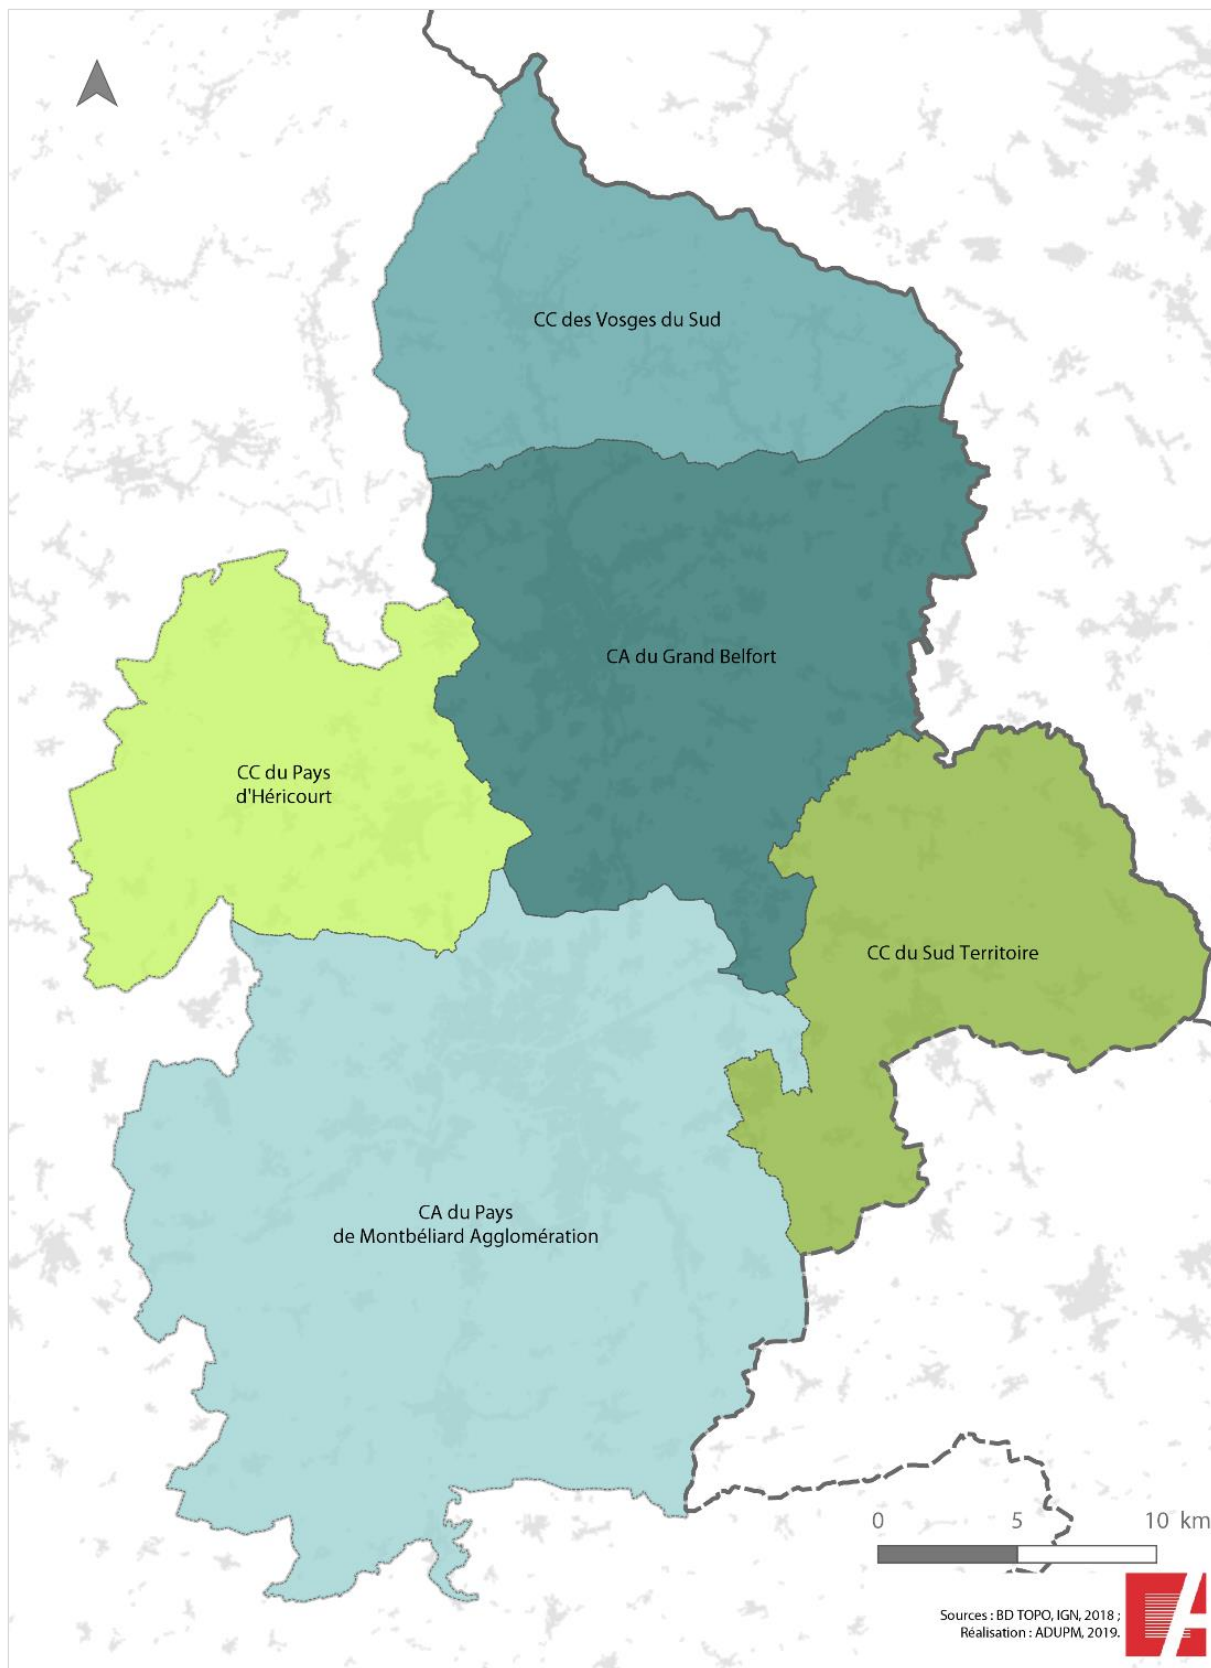 CC des Vosges du Sud
CA du Grand Belfort
CC du Pays
d'Héricourt
CC du Sud Territoire
CA du Pays
de Montbéliard Agglomération
0 5 10 km
Sources : BD TOPO, IGN, 2018 ;
Réalisation : ADUPM, 2019.